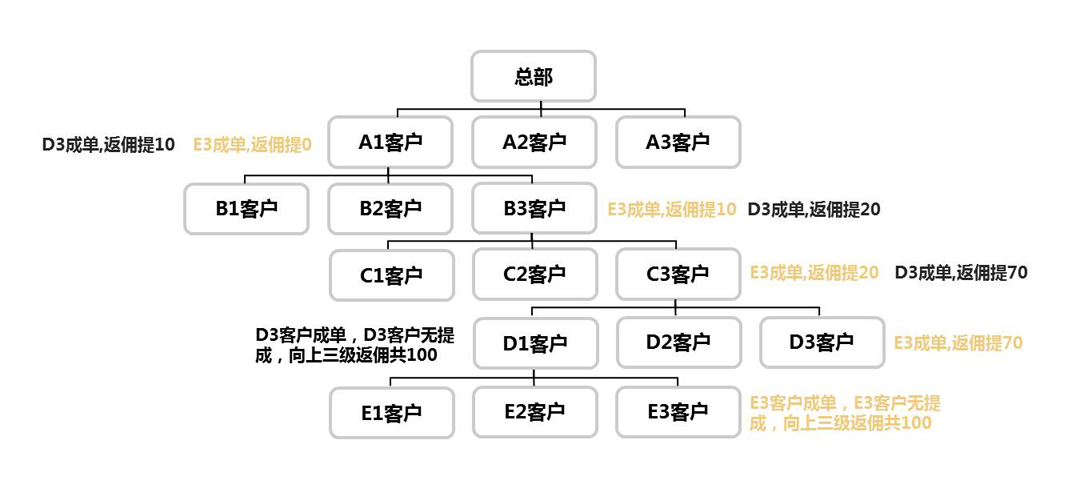 总部
D3成单,返佣提10 E3成单,返佣提0 A1客户 A2客户 A3客户
B1客户 B2客户 B3客户 E3成单,返佣提10 D3成单,返佣提20
C1客户 C2客户 C3客户 E3成单,返佣提20 D3成单,返佣提70
D3客户成单，D3客户无提
成，向上三级返佣共100
D1客户 D2客户 D3客户 E3成单,返佣提70
E1客户 E2客户 E3客户
E3客户成单，E3客户无提
成，向上三级返佣共100